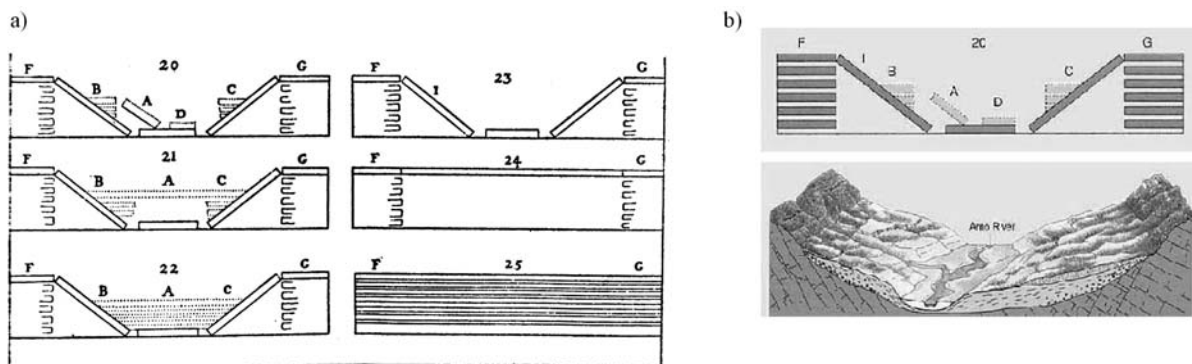 a)
F 20 G
B A C
D
F 23 G
I
F 21 G
B A C
F 24 G
F 22 G
B A C
F 25 G
b)
F 20 G
I
B C
A D
Arno River